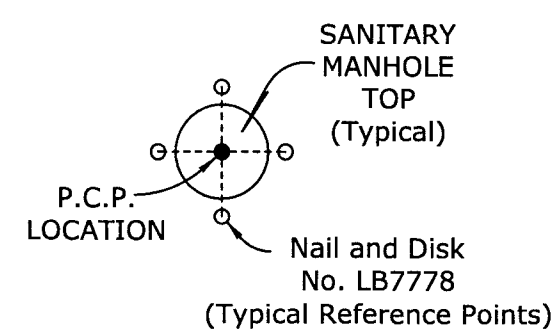 SANITARY
MANHOLE
TOP
(Typical)
P.C.P.
LOCATION
Nail and Disk
No. LB7778
(Typical Reference Points)